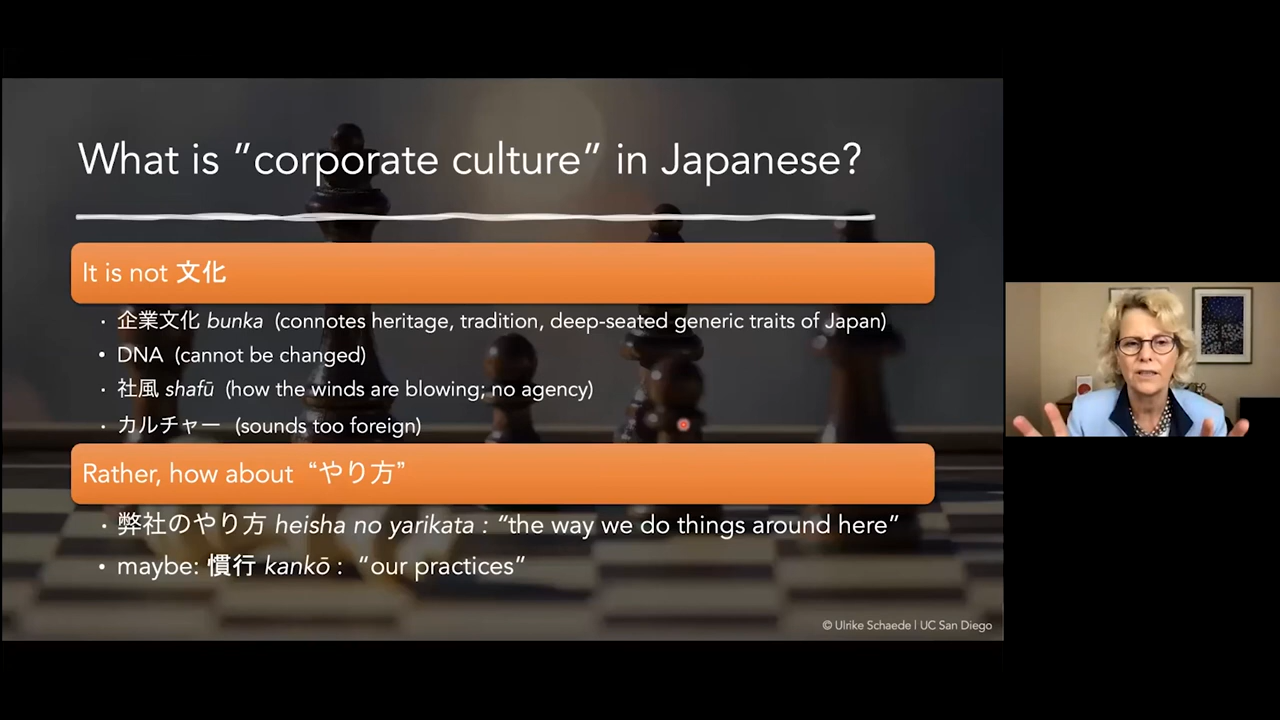 What is ”corporate culture” in Japanese?
It is not 文化
• 企業文化 bunka (connotes heritage, tradition, deep-seated generic traits of Japan)
• DNA (cannot be changed)
• 社風 shafū (how the winds are blowing; no agency)
• カルチャー (sounds too foreign)
Rather, how about “やり方”
• 弊社のやり方 heisha no yarikata : “the way we do things around here”
• maybe: 慣行 kankō : “our practices”
© Ulrike Schaede | UC San Diego